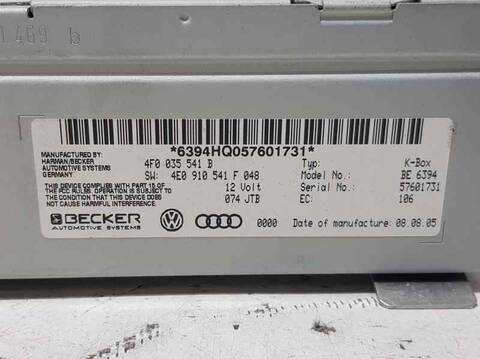 1469 b
*6394HQ057601731*
MANUFACTURED BY
HARMAN/BECKER
AUTOMOTIVE SYSTEMS
GERMANY
4F0 035 541 B
Typ: K-Box
SW: 4E0 910 541 F 048
Model No.: BE 6394
THIS DEVICE COMPLIES WITH PART 15 OF
THE FCC RULES. OPERATION IS SUBJECT
TO THE CONDITION THAT THIS DEVICE DOES
NOT CAUSE HARMFUL INTERFERENCE
12 Volt
Serial No.: 57601731
074 JTB
EC: 106
BECKER
AUTOMOTIVE SYSTEMS
0000
Date of manufacture: 08.08.05